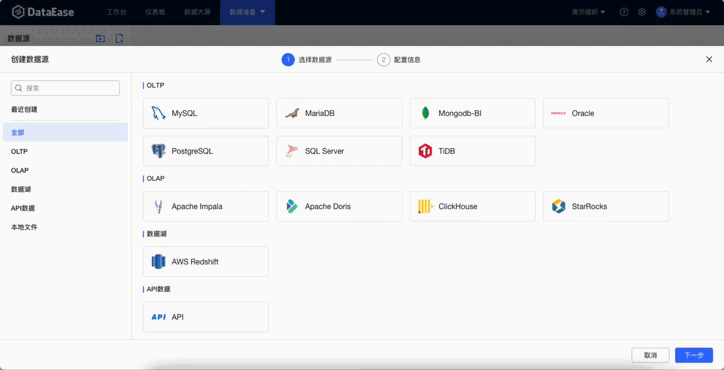 DataEase 工作台 仪表板 数据大屏 数据准备 演示组织 系统管理员
数据源
创建数据源 1 选择数据源 2 配置信息
搜索
最近创建
全部
OLTP
OLAP
数据湖
API数据
本地文件
OLTP
MySQL MariaDB Mongodb-BI ORACLE Oracle
PostgreSQL SQL Server TiDB
OLAP
Apache Impala Apache Doris ClickHouse StarRocks
数据湖
AWS Redshift
API数据
API API
取消 下一步